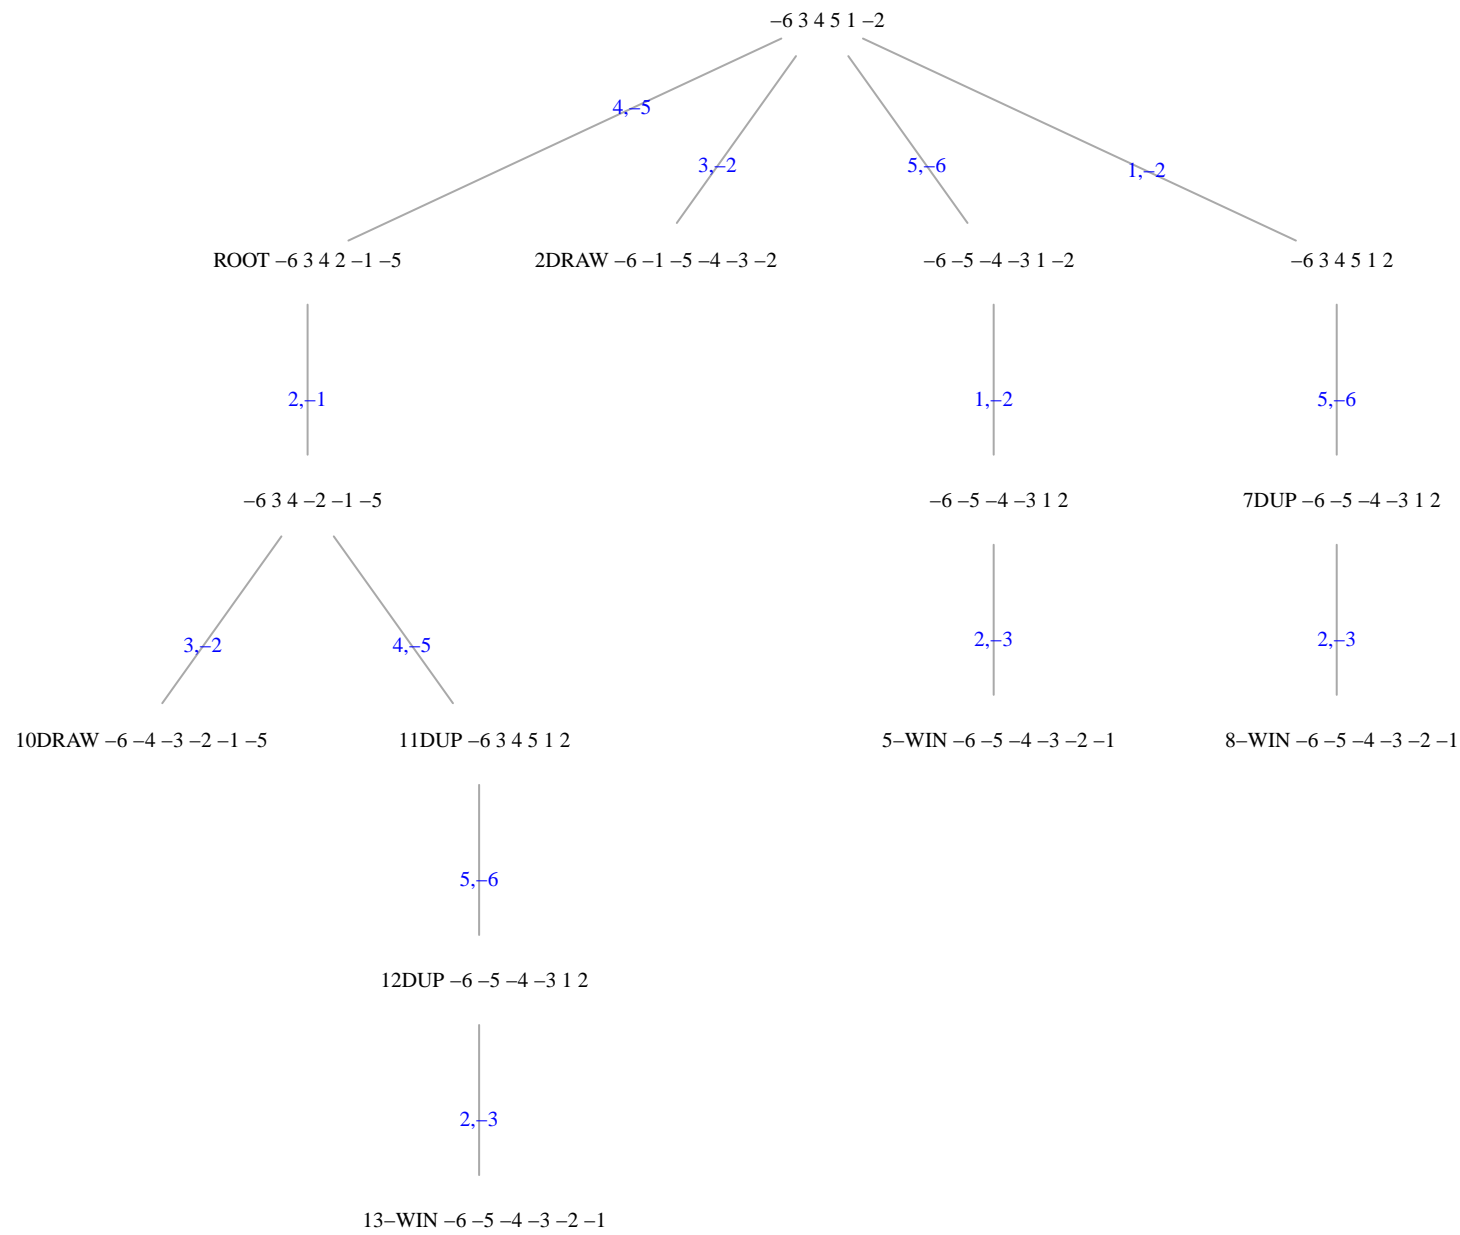 –6 3 4 5 1 –2
4,–5
3,–2
5,–6
1,–2
ROOT –6 3 4 2 –1 –5
2DRAW –6 –1 –5 –4 –3 –2
–6 –5 –4 –3 1 –2
–6 3 4 5 1 2
2,–1
1,–2
5,–6
–6 3 4 –2 –1 –5
–6 –5 –4 –3 1 2
7DUP –6 –5 –4 –3 1 2
3,–2
4,–5
2,–3
2,–3
10DRAW –6 –4 –3 –2 –1 –5
11DUP –6 3 4 5 1 2
5–WIN –6 –5 –4 –3 –2 –1
8–WIN –6 –5 –4 –3 –2 –1
5,–6
12DUP –6 –5 –4 –3 1 2
2,–3
13–WIN –6 –5 –4 –3 –2 –1